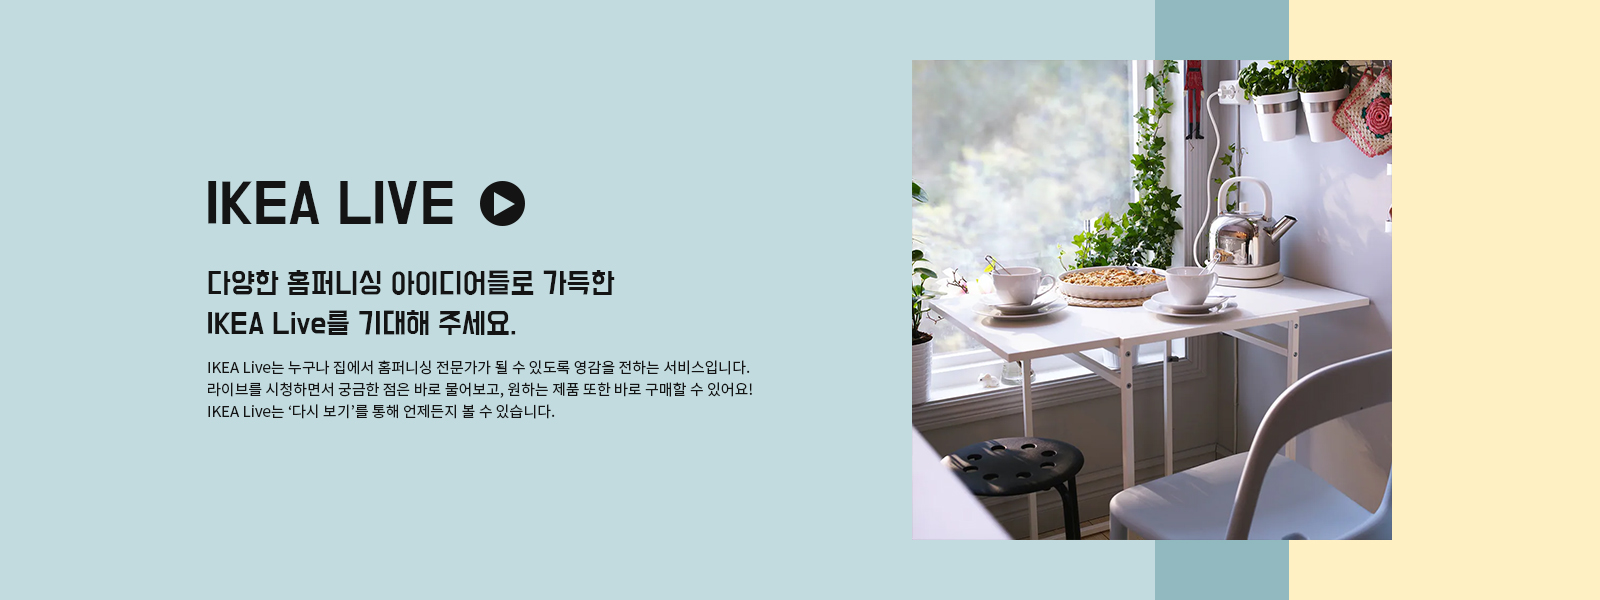 IKEA LIVE
다양한 홈퍼니싱 아이디어들로 가득한
IKEA Live를 기대해 주세요.
IKEA Live는 누구나 집에서 홈퍼니싱 전문가가 될 수 있도록 영감을 전하는 서비스입니다.
라이브를 시청하면서 궁금한 점은 바로 물어보고, 원하는 제품 또한 바로 구매할 수 있어요!
IKEA Live는 ‘다시 보기’를 통해 언제든지 볼 수 있습니다.